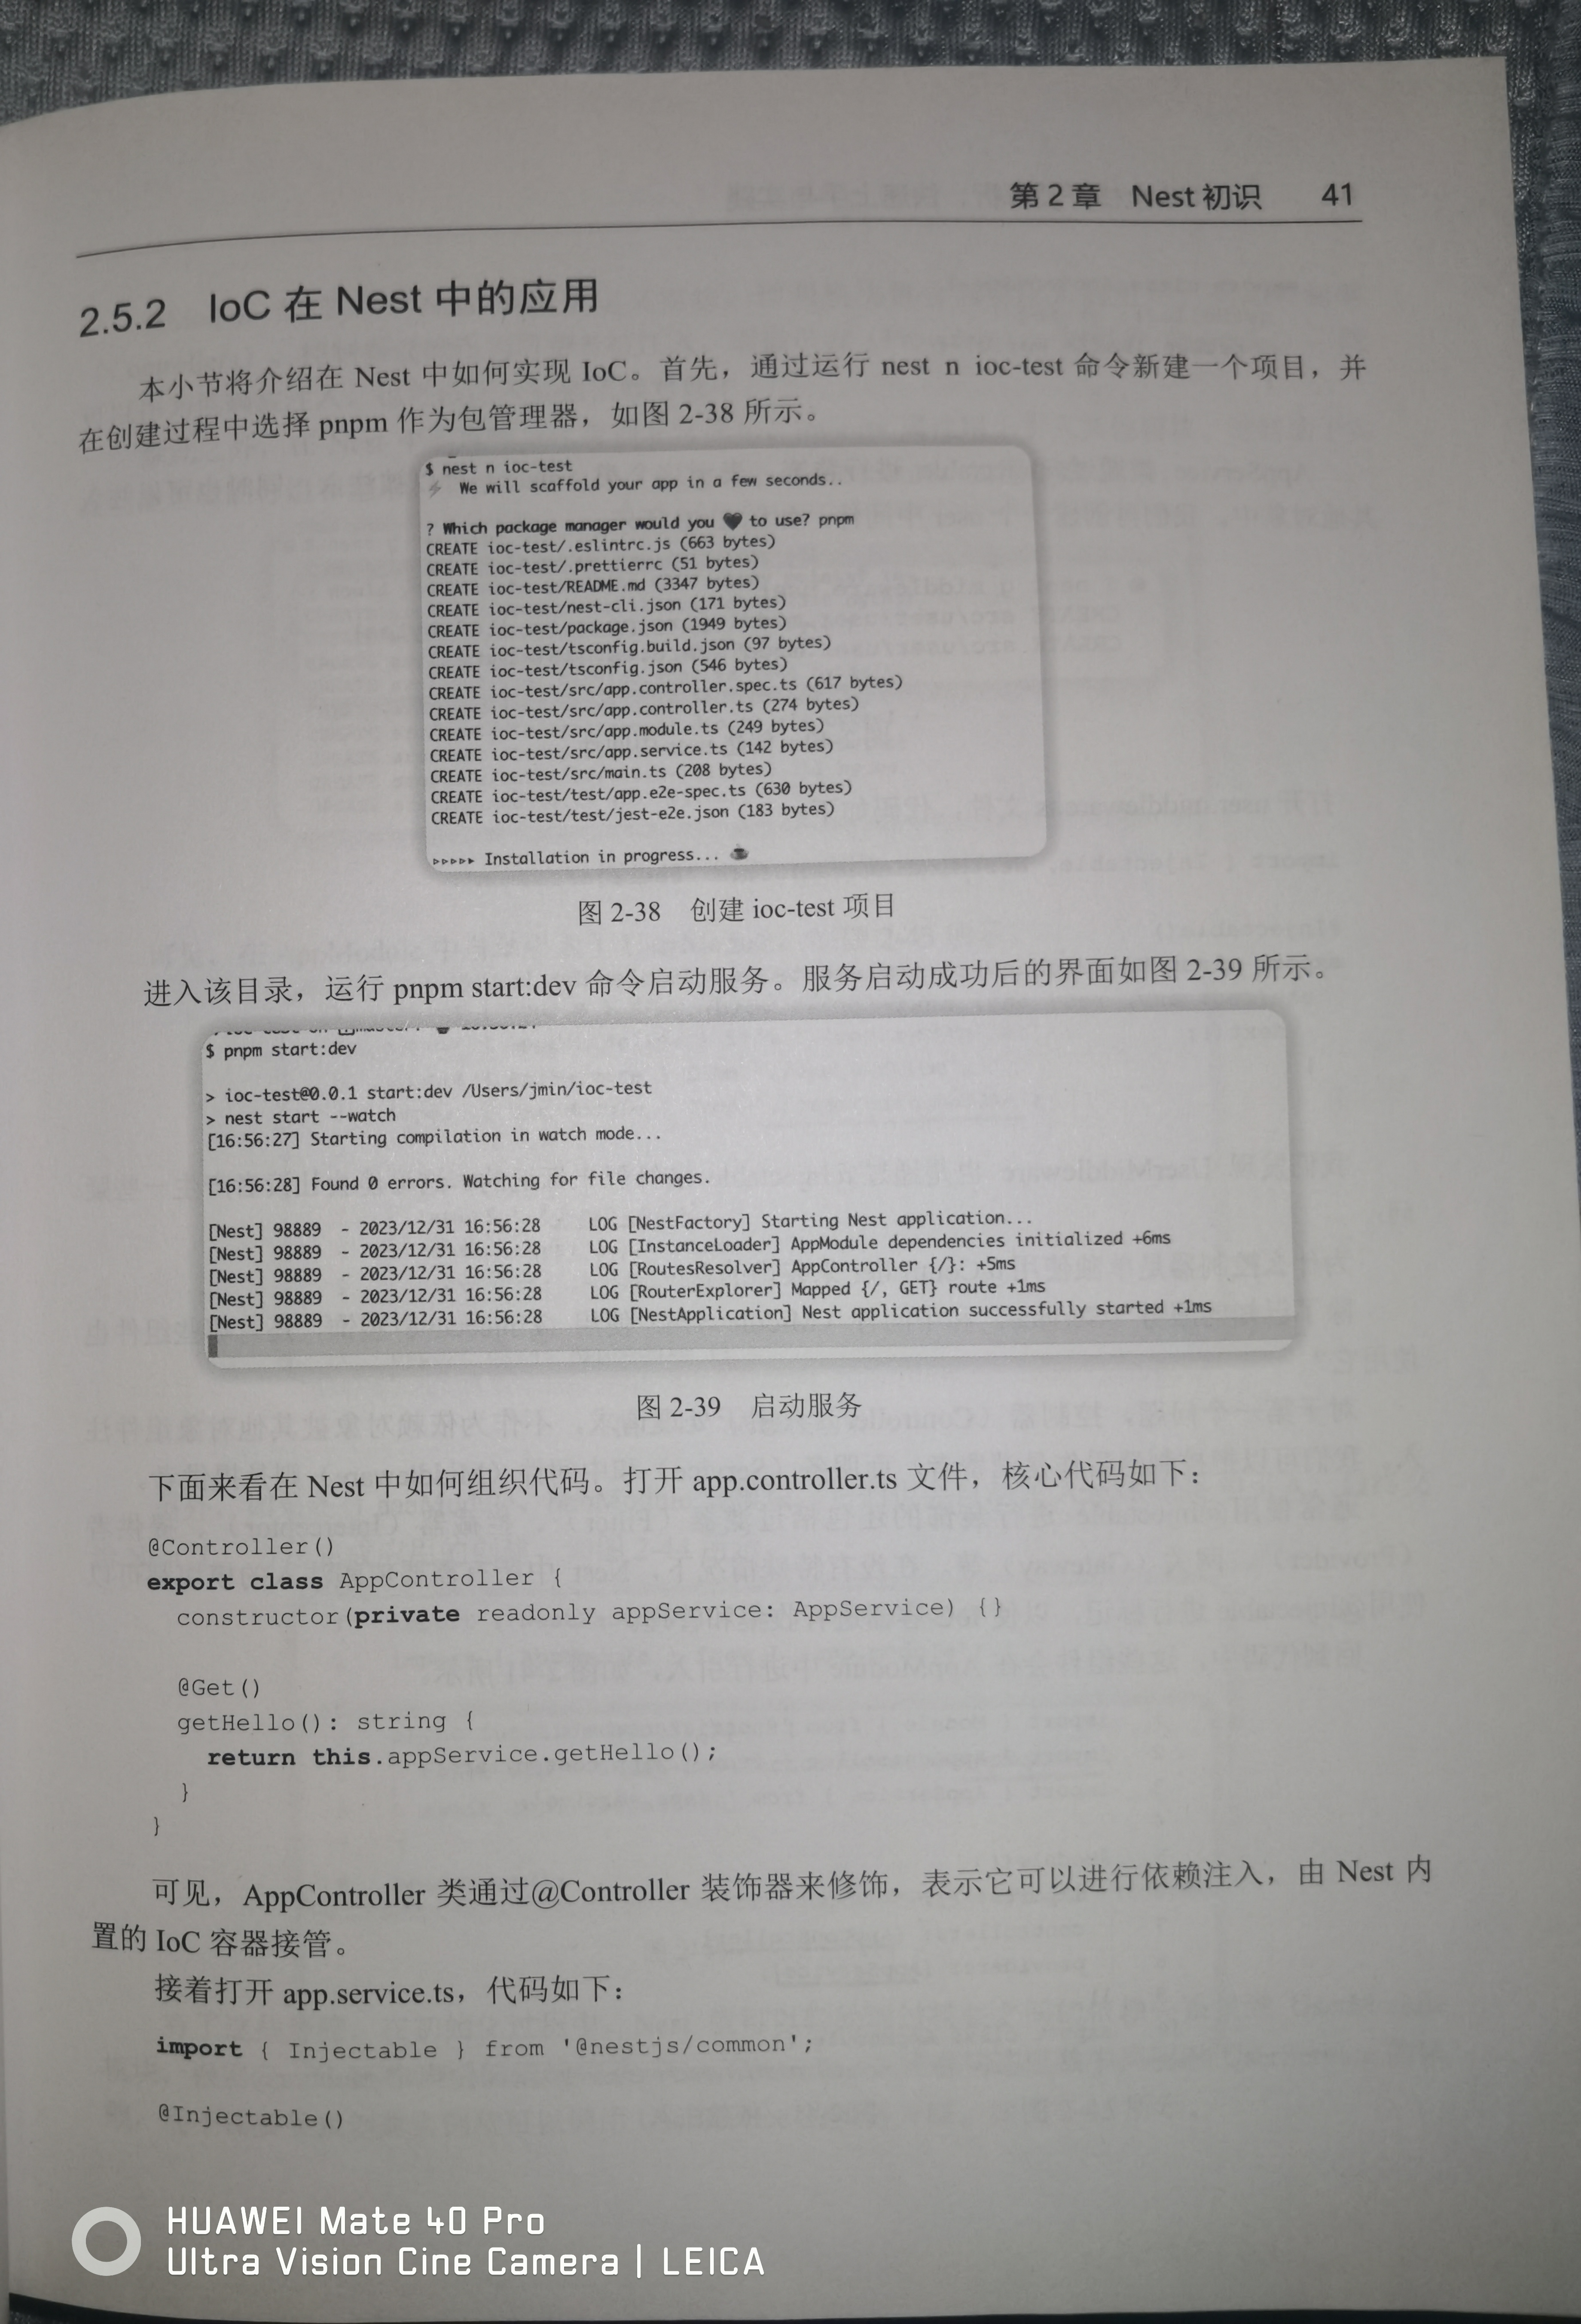 第 2 章 Nest 初识 41
2.5.2 IoC 在 Nest 中的应用
本小节将介绍在 Nest 中如何实现 IoC。首先，通过运行 nest n ioc-test 命令新建一个项目，并
在创建过程中选择 pnpm 作为包管理器，如图 2-38 所示。
$ nest n ioc-test
⚡ We will scaffold your app in a few seconds..
? Which package manager would you ❤ to use? pnpm
CREATE ioc-test/.eslintrc.js (663 bytes)
CREATE ioc-test/.prettierrc (51 bytes)
CREATE ioc-test/README.md (3347 bytes)
CREATE ioc-test/nest-cli.json (171 bytes)
CREATE ioc-test/package.json (1949 bytes)
CREATE ioc-test/tsconfig.build.json (97 bytes)
CREATE ioc-test/tsconfig.json (546 bytes)
CREATE ioc-test/src/app.controller.spec.ts (617 bytes)
CREATE ioc-test/src/app.controller.ts (274 bytes)
CREATE ioc-test/src/app.module.ts (249 bytes)
CREATE ioc-test/src/app.service.ts (142 bytes)
CREATE ioc-test/src/main.ts (208 bytes)
CREATE ioc-test/test/app.e2e-spec.ts (630 bytes)
CREATE ioc-test/test/jest-e2e.json (183 bytes)
▹▹▹▹▸ Installation in progress... ☕
图 2-38 创建 ioc-test 项目
进入该目录，运行 pnpm start:dev 命令启动服务。服务启动成功后的界面如图 2-39 所示。
$ pnpm start:dev
> ioc-test@0.0.1 start:dev /Users/jmin/ioc-test
> nest start --watch
[16:56:27] Starting compilation in watch mode...
[16:56:28] Found 0 errors. Watching for file changes.
[Nest] 98889 - 2023/12/31 16:56:28 LOG [NestFactory] Starting Nest application...
[Nest] 98889 - 2023/12/31 16:56:28 LOG [InstanceLoader] AppModule dependencies initialized +6ms
[Nest] 98889 - 2023/12/31 16:56:28 LOG [RoutesResolver] AppController {/}: +5ms
[Nest] 98889 - 2023/12/31 16:56:28 LOG [RouterExplorer] Mapped {/, GET} route +1ms
[Nest] 98889 - 2023/12/31 16:56:28 LOG [NestApplication] Nest application successfully started +1ms
图 2-39 启动服务
下面来看在 Nest 中如何组织代码。打开 app.controller.ts 文件，核心代码如下：
@Controller()
export class AppController {
constructor(private readonly appService: AppService) {}
@Get()
getHello(): string {
return this.appService.getHello();
}
}
可见，AppController 类通过@Controller 装饰器来修饰，表示它可以进行依赖注入，由 Nest 内
置的 IoC 容器接管。
接着打开 app.service.ts，代码如下：
import { Injectable } from '@nestjs/common';
@Injectable()
HUAWEI Mate 40 Pro
Ultra Vision Cine Camera | LEICA